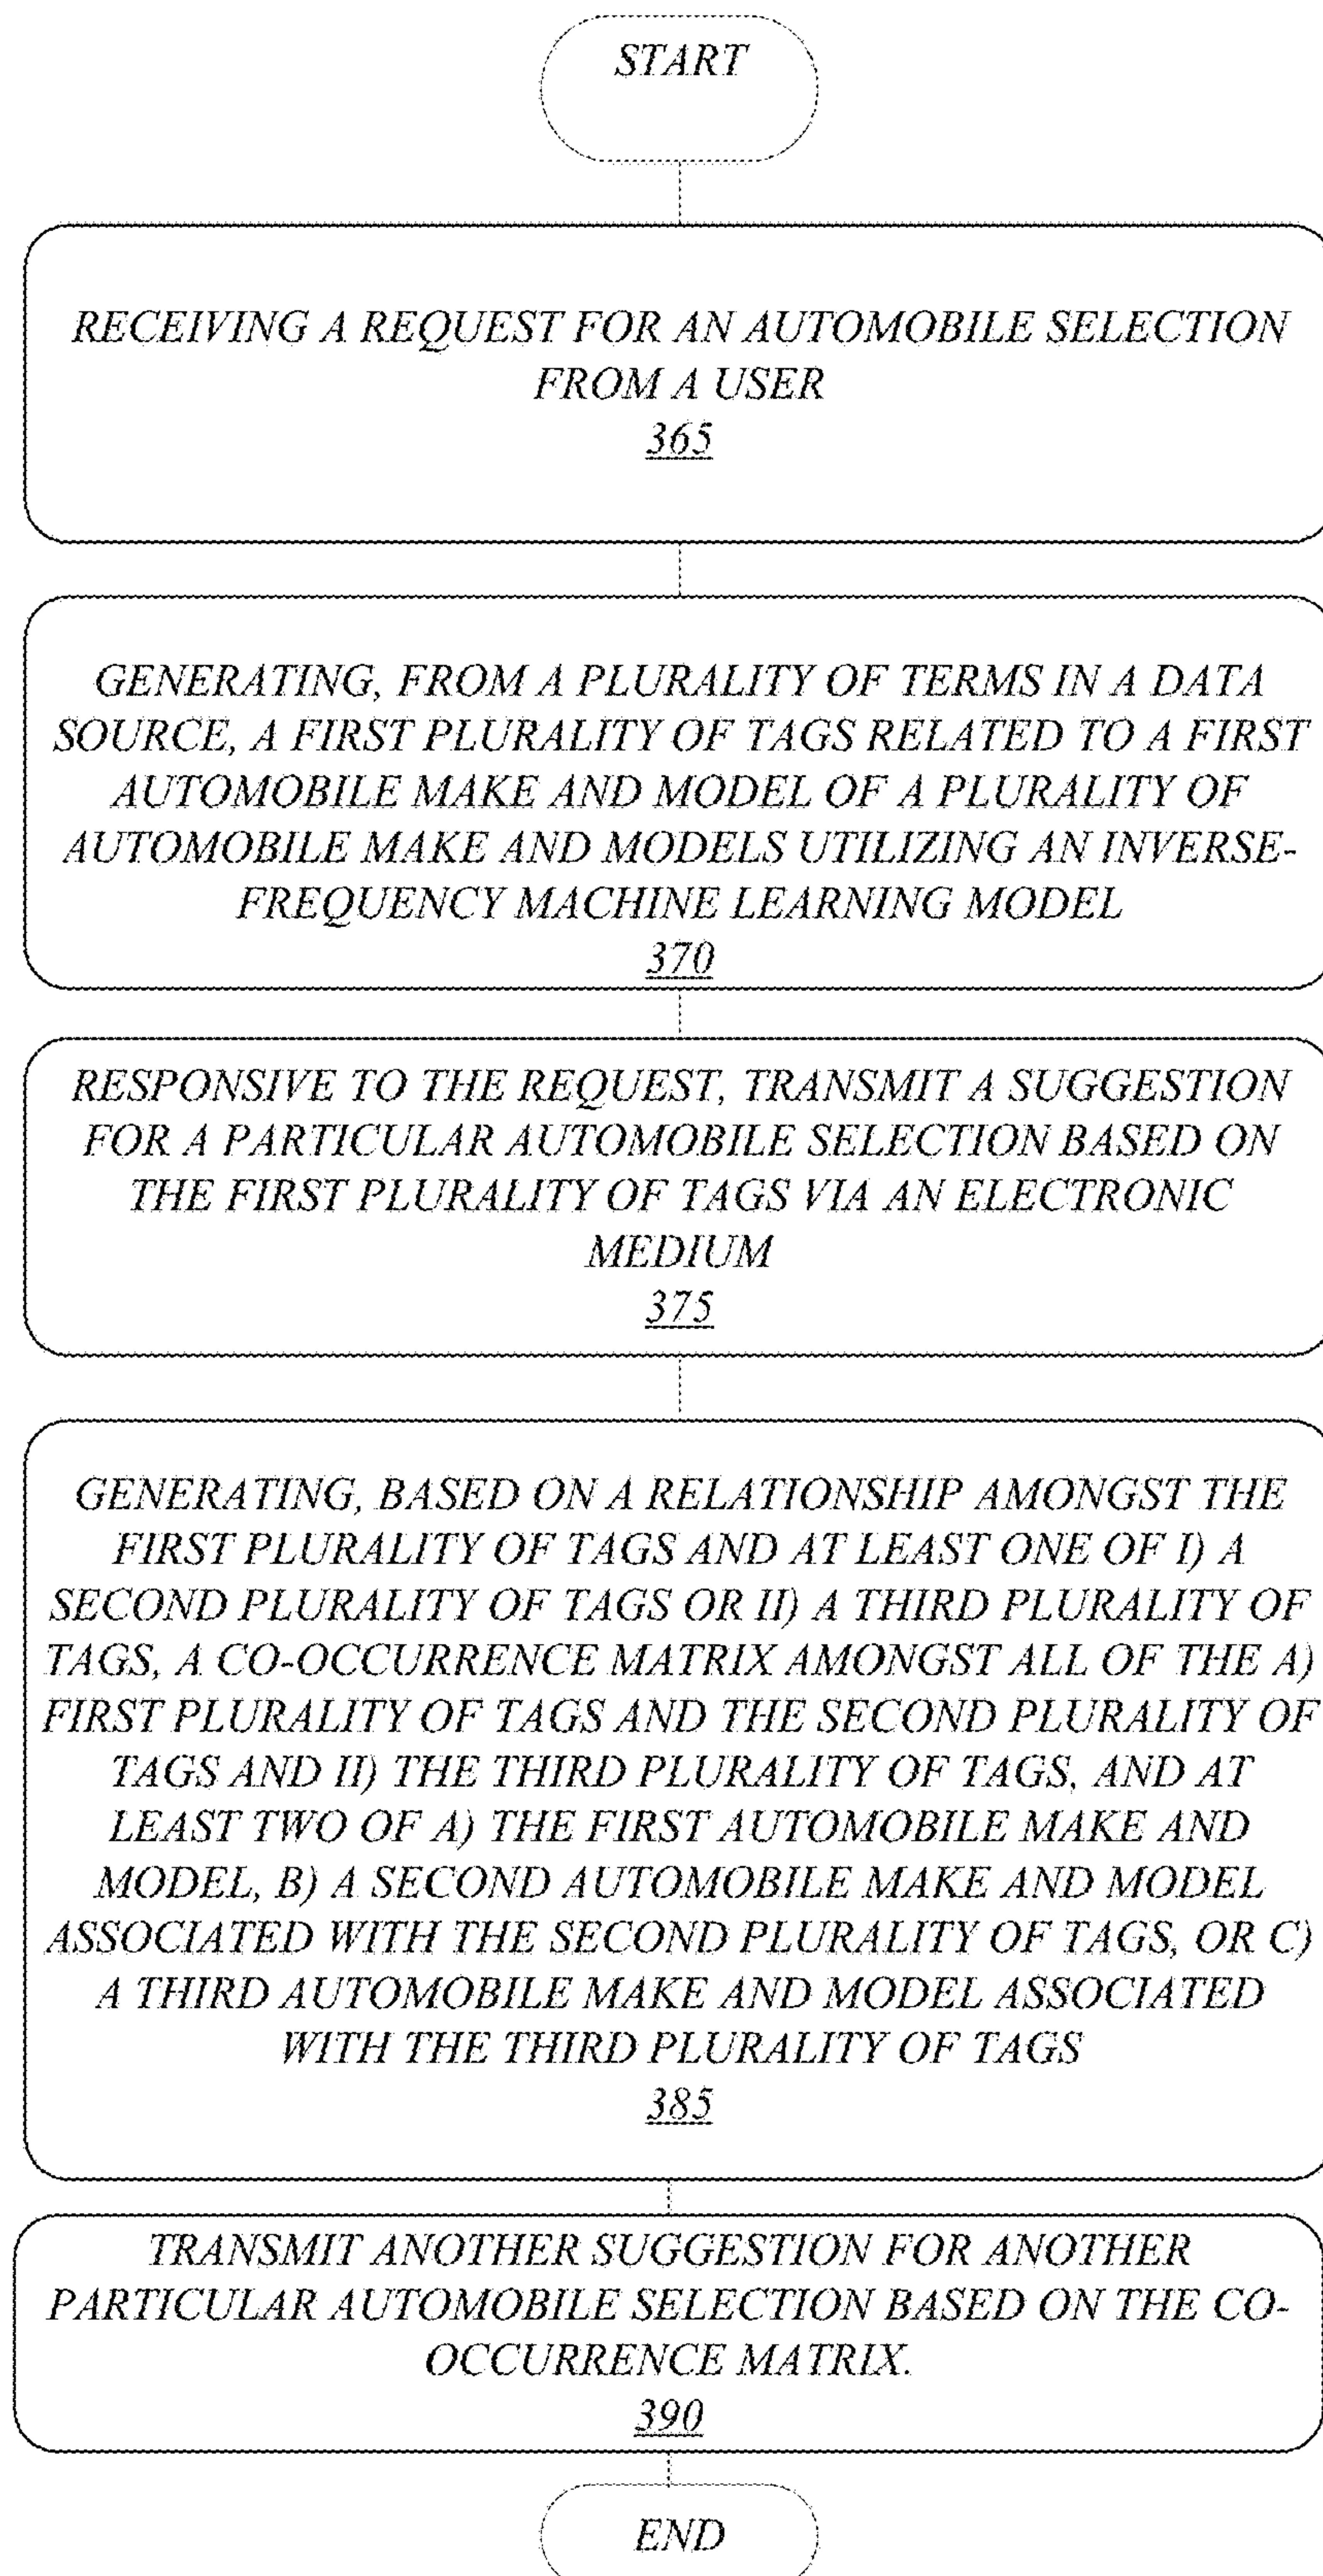 START
RECEIVING A REQUEST FOR AN AUTOMOBILE SELECTION
FROM A USER
365
GENERATING, FROM A PLURALITY OF TERMS IN A DATA
SOURCE, A FIRST PLURALITY OF TAGS RELATED TO A FIRST
AUTOMOBILE MAKE AND MODEL OF A PLURALITY OF
AUTOMOBILE MAKE AND MODELS UTILIZING AN INVERSE-
FREQUENCY MACHINE LEARNING MODEL
370
RESPONSIVE TO THE REQUEST, TRANSMIT A SUGGESTION
FOR A PARTICULAR AUTOMOBILE SELECTION BASED ON
THE FIRST PLURALITY OF TAGS VIA AN ELECTRONIC
MEDIUM
375
GENERATING, BASED ON A RELATIONSHIP AMONGST THE
FIRST PLURALITY OF TAGS AND AT LEAST ONE OF I) A
SECOND PLURALITY OF TAGS OR II) A THIRD PLURALITY OF
TAGS, A CO-OCCURRENCE MATRIX AMONGST ALL OF THE A)
FIRST PLURALITY OF TAGS AND THE SECOND PLURALITY OF
TAGS AND II) THE THIRD PLURALITY OF TAGS, AND AT
LEAST TWO OF A) THE FIRST AUTOMOBILE MAKE AND
MODEL, B) A SECOND AUTOMOBILE MAKE AND MODEL
ASSOCIATED WITH THE SECOND PLURALITY OF TAGS, OR C)
A THIRD AUTOMOBILE MAKE AND MODEL ASSOCIATED
WITH THE THIRD PLURALITY OF TAGS
385
TRANSMIT ANOTHER SUGGESTION FOR ANOTHER
PARTICULAR AUTOMOBILE SELECTION BASED ON THE CO-
OCCURRENCE MATRIX.
390
END